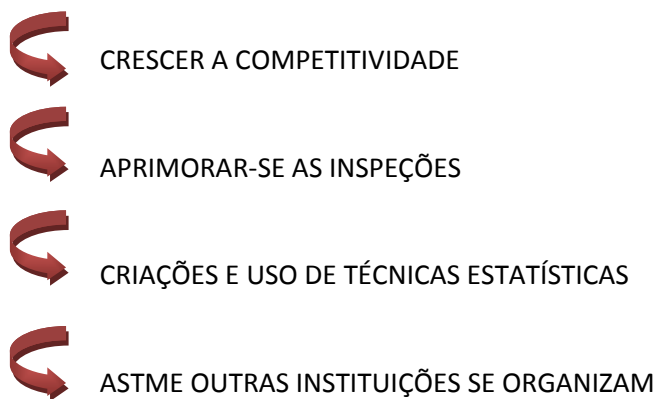 CRESCER A COMPETITIVIDADE
APRIMORAR-SE AS INSPEÇÕES
CRIAÇÕES E USO DE TÉCNICAS ESTATÍSTICAS
ASTME OUTRAS INSTITUIÇÕES SE ORGANIZAM